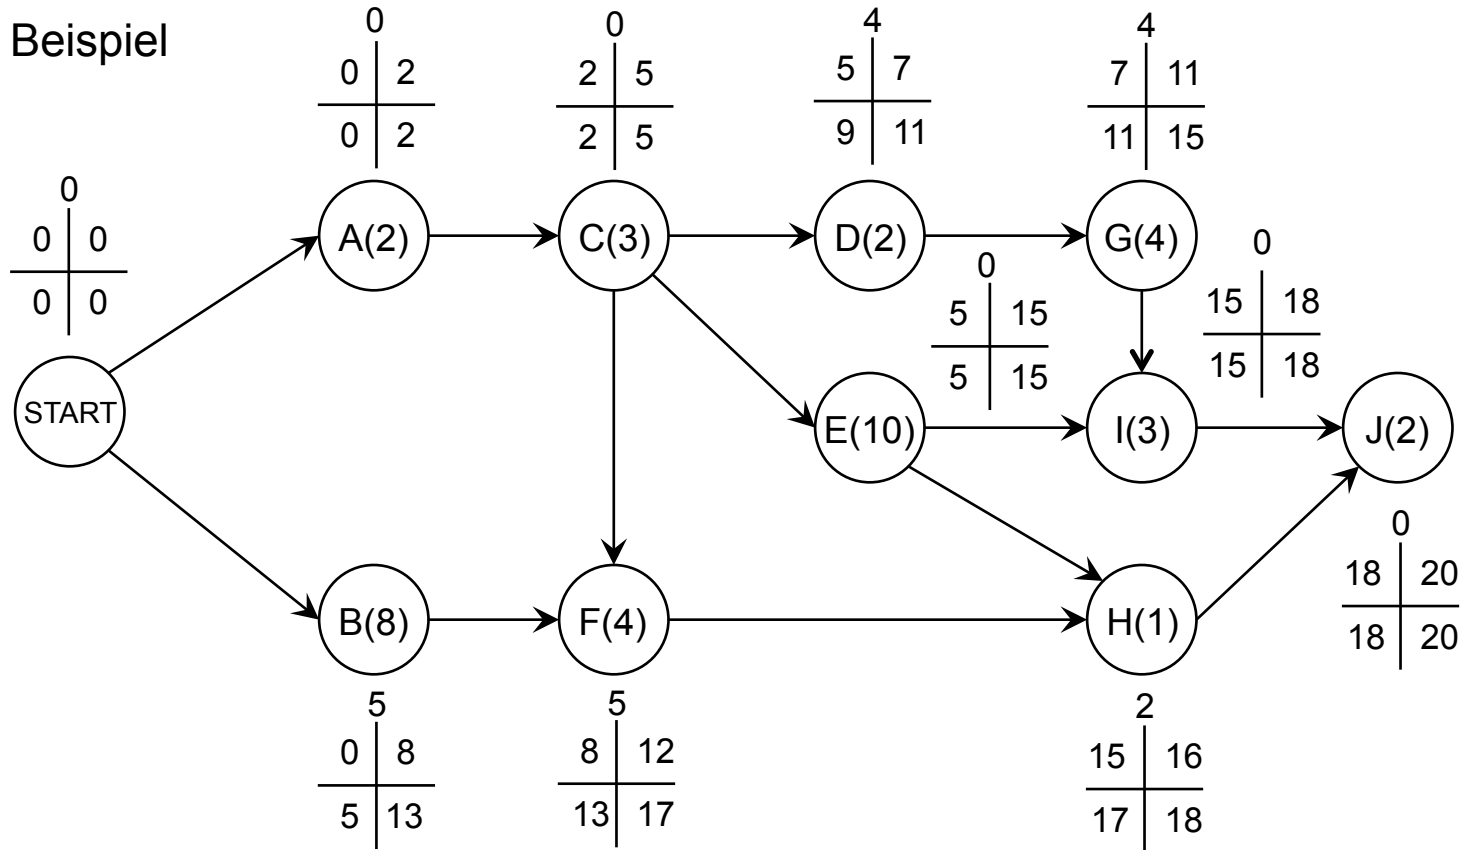 Beispiel
0
0 2
0 2
0
2 5
2 5
4
5 7
9 11
4
7 11
11 15
0
0 0
0 0
A(2)
C(3)
D(2)
G(4)
0
5 15
5 15
0
15 18
15 18
START
E(10)
I(3)
J(2)
0
18 20
18 20
B(8)
F(4)
H(1)
5
0 8
5 13
5
8 12
13 17
2
15 16
17 18